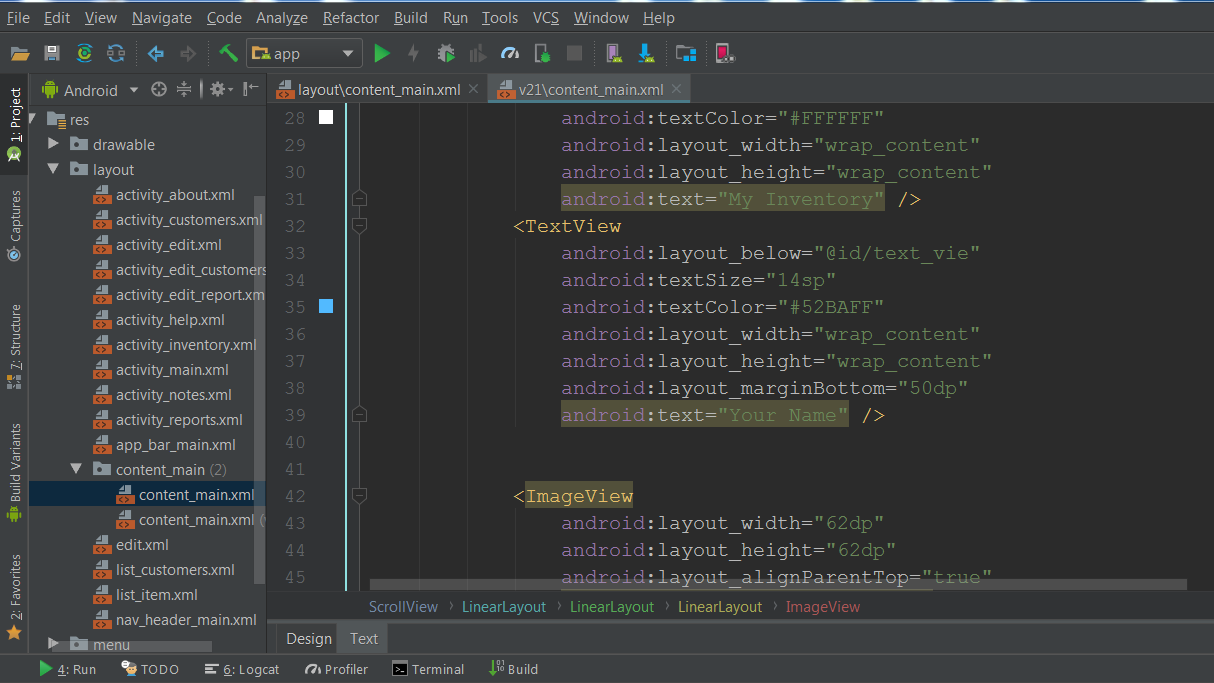 File Edit View Navigate Code Analyze Refactor Build Run Tools VCS Window Help
app
Android
layout\content_main.xml
v21\content_main.xml
1: Project
Captures
7: Structure
Build Variants
2: Favorites
res
drawable
layout
activity_about.xml
activity_customers.xml
activity_edit.xml
activity_edit_customers
activity_edit_report.xm
activity_help.xml
activity_inventory.xml
activity_main.xml
activity_notes.xml
activity_reports.xml
app_bar_main.xml
content_main (2)
content_main.xml
content_main.xml (
edit.xml
list_customers.xml
list_item.xml
nav_header_main.xml
menu
28 android:textColor="#FFFFFF"
29 android:layout_width="wrap_content"
30 android:layout_height="wrap_content"
31 android:text="My Inventory" />
32 <TextView
33 android:layout_below="@id/text_vie"
34 android:textSize="14sp"
35 android:textColor="#52BAFF"
36 android:layout_width="wrap_content"
37 android:layout_height="wrap_content"
38 android:layout_marginBottom="50dp"
39 android:text="Your Name" />
40
41
42 <ImageView
43 android:layout_width="62dp"
44 android:layout_height="62dp"
45 android:layout_alignParentTop="true"
ScrollView › LinearLayout › LinearLayout › LinearLayout › ImageView
Design Text
4: Run TODO 6: Logcat Profiler Terminal Build